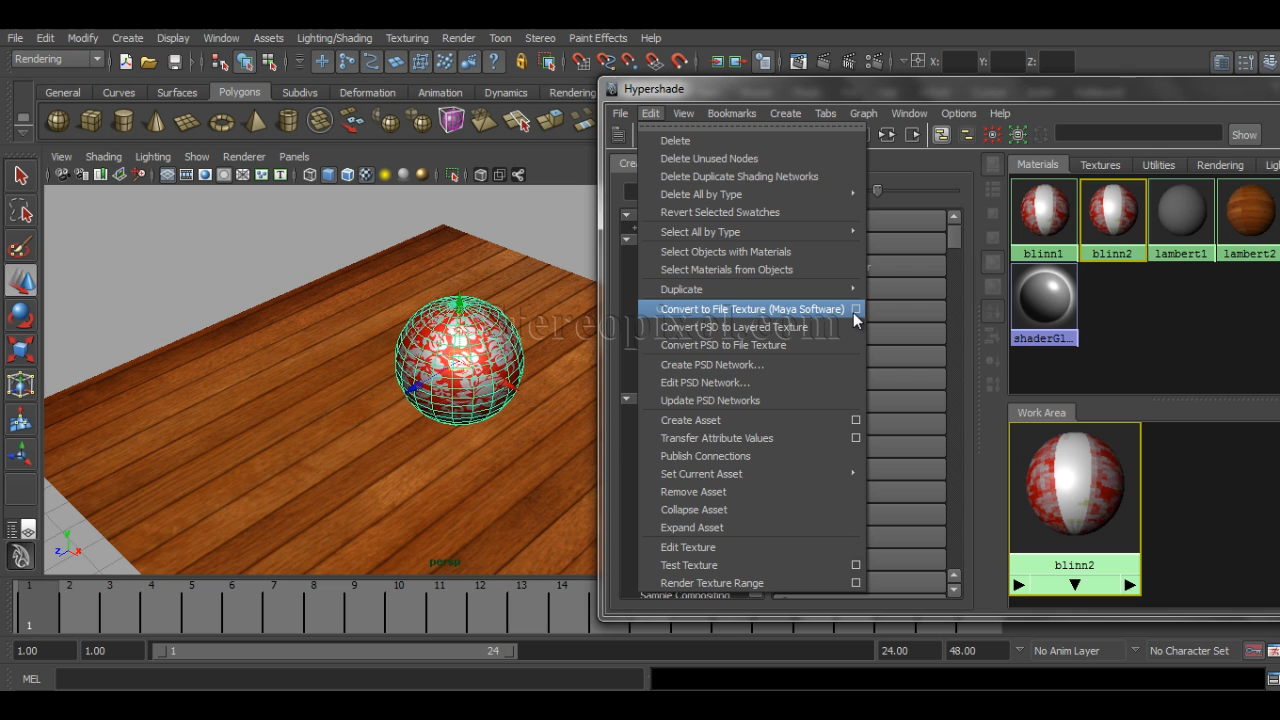 File Edit Modify Create Display Window Assets Lighting/Shading Texturing Render Toon Stereo Paint Effects Help
Rendering
X: Y: Z:
General Curves Surfaces Polygons Subdivs Deformation Animation Dynamics Rendering
Hypershade
File Edit View Bookmarks Create Tabs Graph Window Options Help
Show
View Shading Lighting Show Renderer Panels
Materials Textures Utilities Rendering
blinn1 blinn2 lambert1 lambert2
shaderGl...
Delete
Delete Unused Nodes
Delete Duplicate Shading Networks
Delete All by Type
Revert Selected Swatches
Select All by Type
Select Objects with Materials
Select Materials from Objects
Duplicate
Convert to File Texture (Maya Software)
Convert PSD to Layered Texture
Convert PSD to File Texture
Create PSD Network...
Edit PSD Network...
Update PSD Networks
Create Asset
Transfer Attribute Values
Publish Connections
Set Current Asset
Remove Asset
Collapse Asset
Expand Asset
Edit Texture
Test Texture
Render Texture Range
Sample Compositing
stereopixel.com
Work Area
blinn2
z y x
persp
1 2 3 4 5 6 7 8 9 10 11 12 13 14
1
1.00 1.00 1 24 24.00 48.00 No Anim Layer No Character Set
MEL